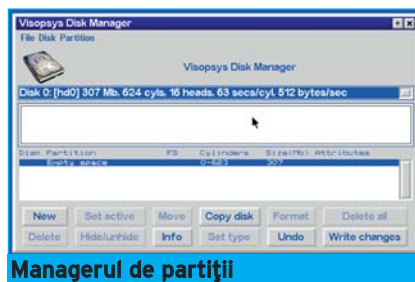 Visopsys Disk Manager
File Disk Partition
Visopsys Disk Manager
Disk 0: [hd0] 307 Mb, 624 cyls, 16 heads, 63 secs/cyl, 512 bytes/sec
Disk Partition FS Cylinders Size(Mb) Attributes
Empty space 0-623 307
New Set active Move Copy disk Format Delete all
Delete Hide/unhide Info Set type Undo Write changes
Managerul de partiţii